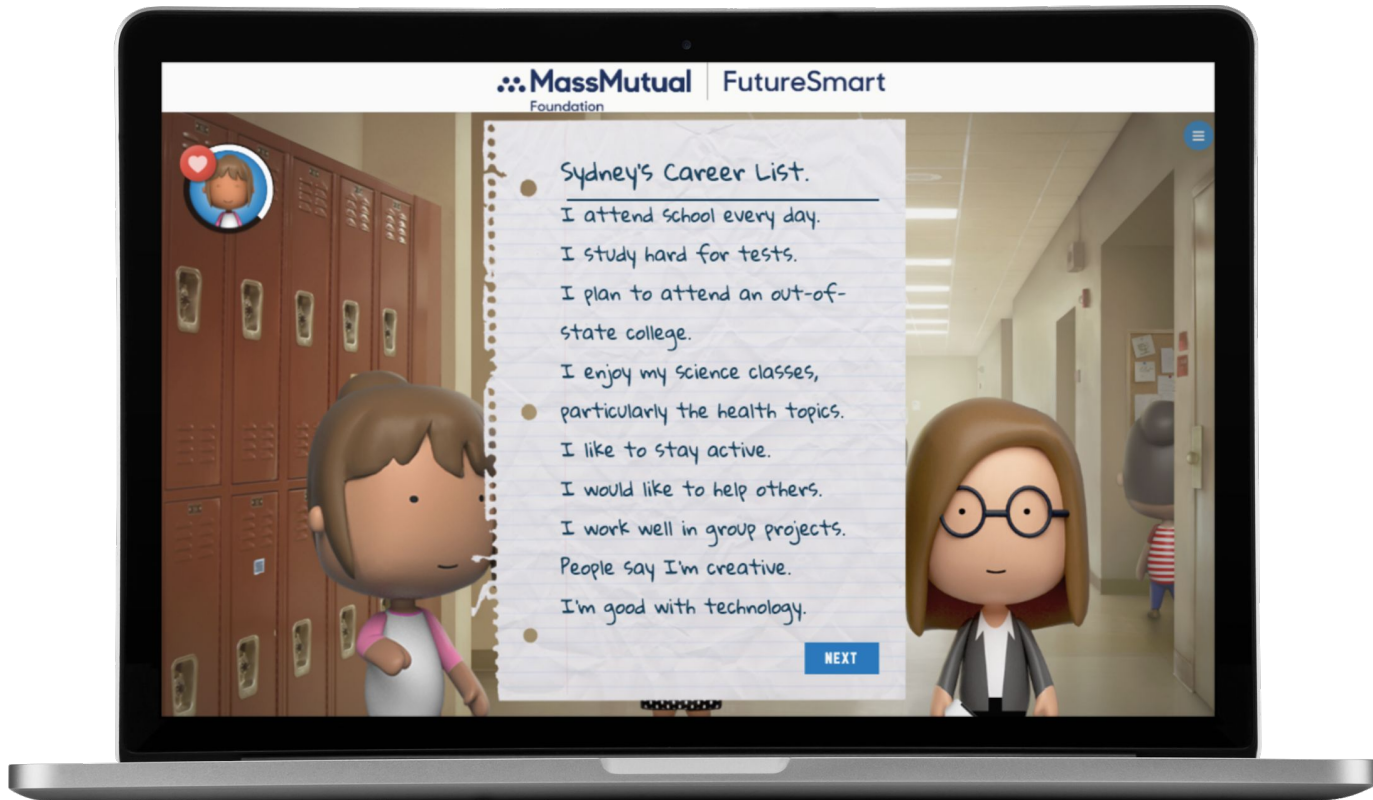 MassMutual
Foundation
FutureSmart
Sydney's Career List.
I attend school every day.
I study hard for tests.
I plan to attend an out-of-
state college.
I enjoy my science classes,
particularly the health topics.
I like to stay active.
I would like to help others.
I work well in group projects.
People say I'm creative.
I'm good with technology.
NEXT